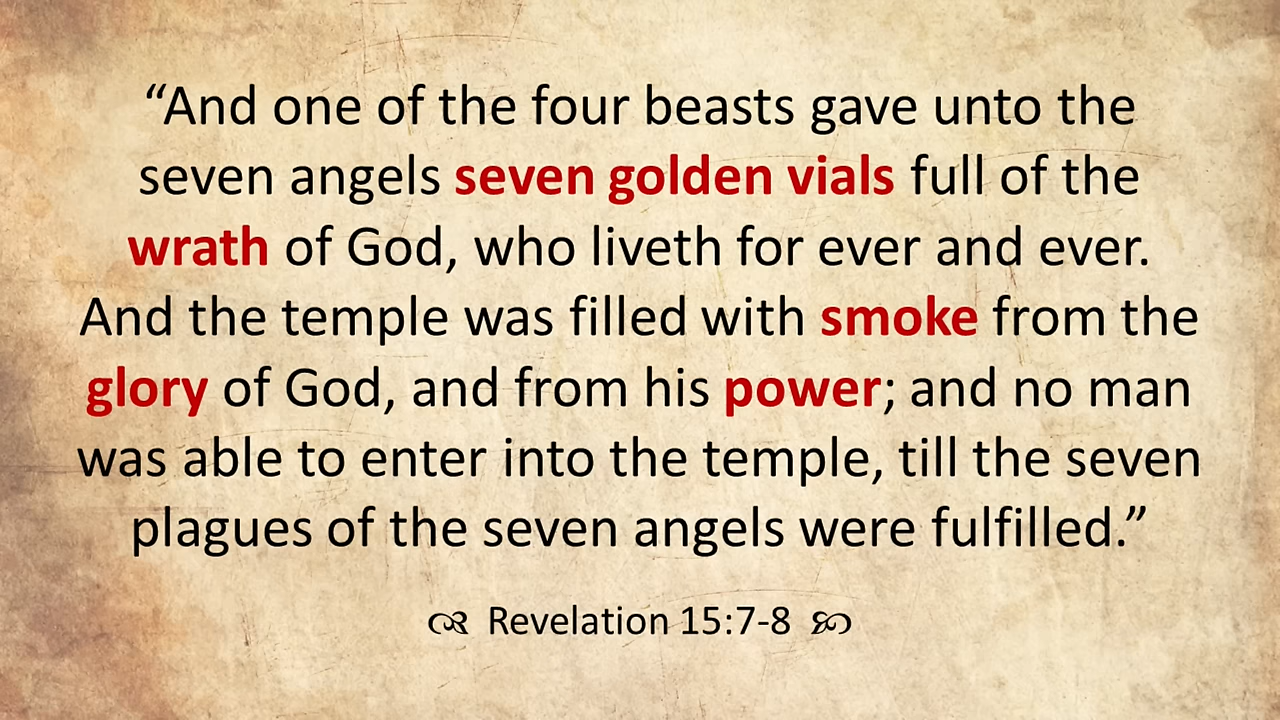 “And one of the four beasts gave unto the
seven angels seven golden vials full of the
wrath of God, who liveth for ever and ever.
And the temple was filled with smoke from the
glory of God, and from his power; and no man
was able to enter into the temple, till the seven
plagues of the seven angels were fulfilled.”
Revelation 15:7-8